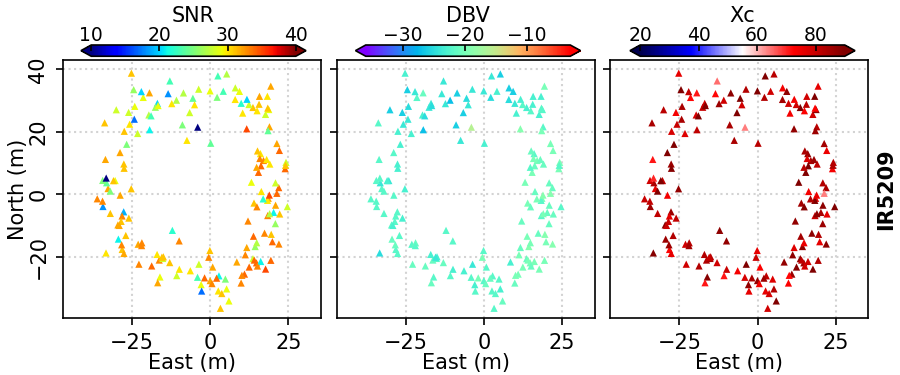 SNR DBV Xc
10 20 30 40 −30 −20 −10 20 40 60 80
40
20
0
−20
North (m)
IR5209
−25 0 25 −25 0 25 −25 0 25
East (m) East (m) East (m)